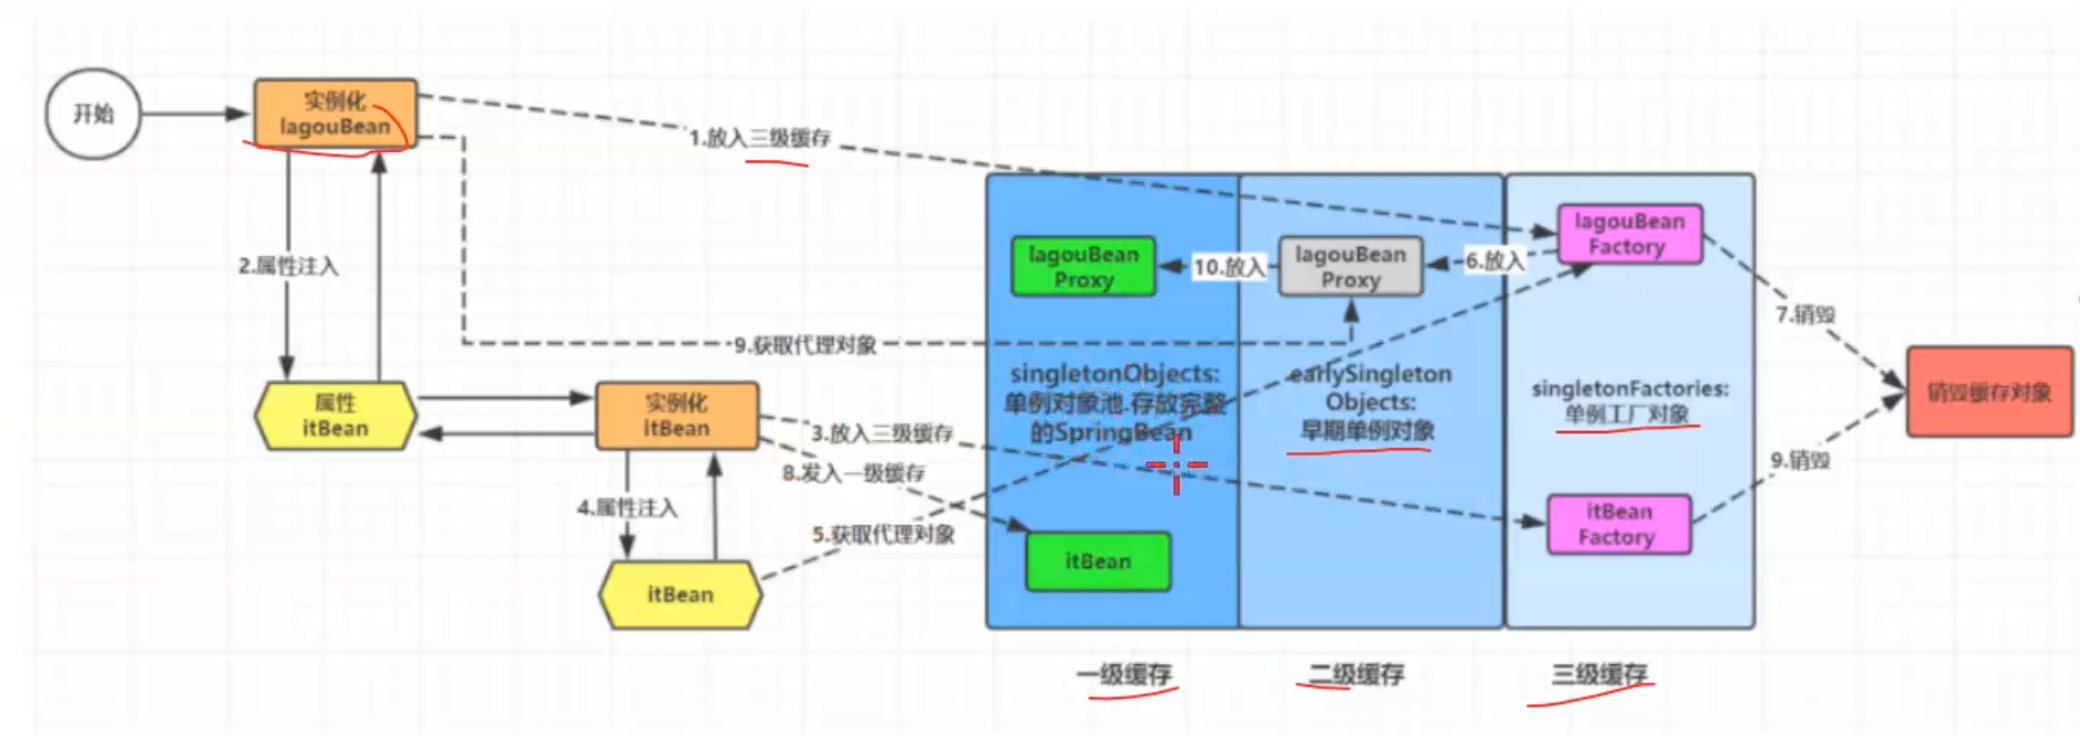 开始
实例化
lagouBean
1.放入三级缓存
2.属性注入
属性
itBean
实例化
itBean
3.放入三级缓存
8.发入一级缓存
4.属性注入
5.获取代理对象
itBean
9.获取代理对象
lagouBean
Proxy
10.放入
lagouBean
Proxy
6.放入
lagouBean
Factory
7.销毁
singletonObjects:
单例对象池.存放完整
的SpringBean
earlySingleton
Objects:
早期单例对象
singletonFactories:
单例工厂对象
销毁缓存对象
9.销毁
itBean
itBean
Factory
一级缓存
二级缓存
三级缓存